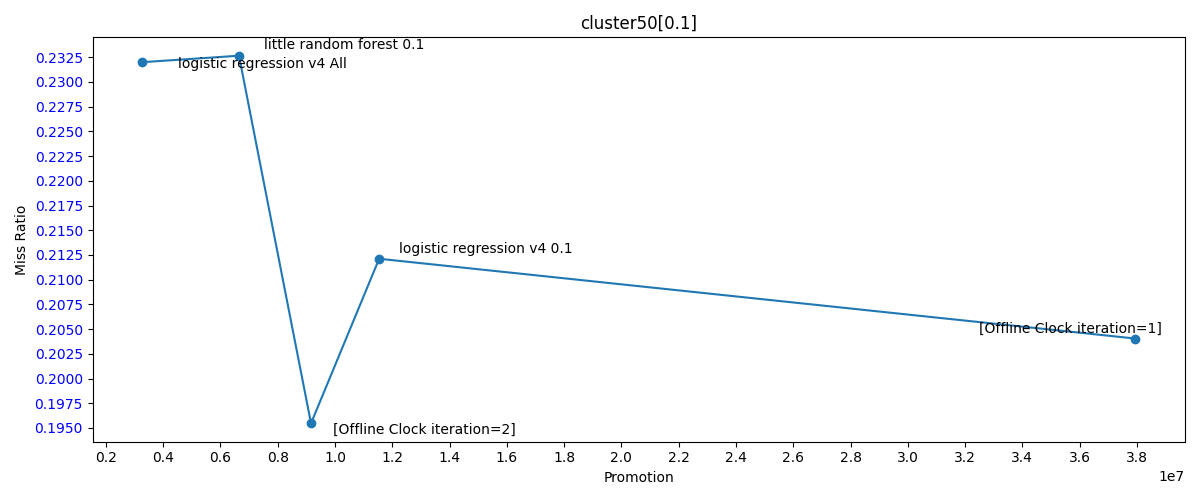 cluster50[0.1]
little random forest 0.1
logistic regression v4 All
logistic regression v4 0.1
[Offline Clock iteration=1]
[Offline Clock iteration=2]
Miss Ratio
0.2325
0.2300
0.2275
0.2250
0.2225
0.2200
0.2175
0.2150
0.2125
0.2100
0.2075
0.2050
0.2025
0.2000
0.1975
0.1950
0.2 0.4 0.6 0.8 1.0 1.2 1.4 1.6 1.8 2.0 2.2 2.4 2.6 2.8 3.0 3.2 3.4 3.6 3.8
1e7
Promotion